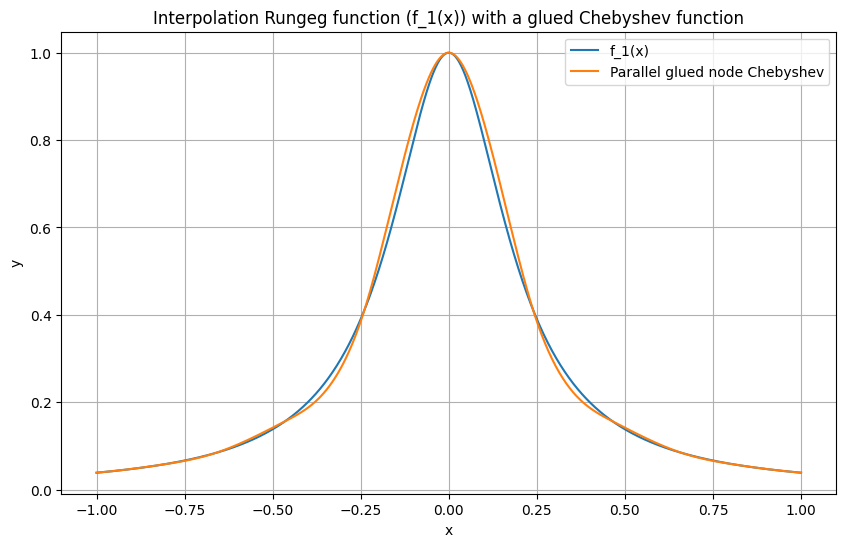 Interpolation Rungeg function (f_1(x)) with a glued Chebyshev function
f_1(x)
Parallel glued node Chebyshev
y
1.0
0.8
0.6
0.4
0.2
0.0
−1.00 −0.75 −0.50 −0.25 0.00 0.25 0.50 0.75 1.00
x